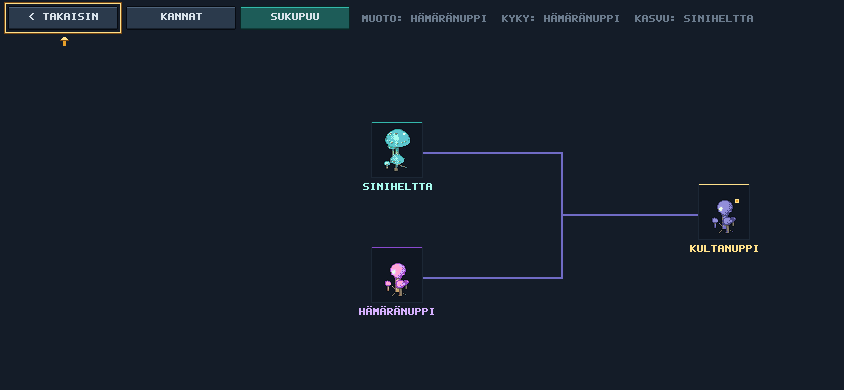 < TAKAISIN KANNAT SUKUPUU MUOTO: HÄMÄRÄNUPPI KYKY: HÄMÄRÄNUPPI KASVU: SINIHELTTA
SINIHELTTA
KULTANUPPI
HÄMÄRÄNUPPI